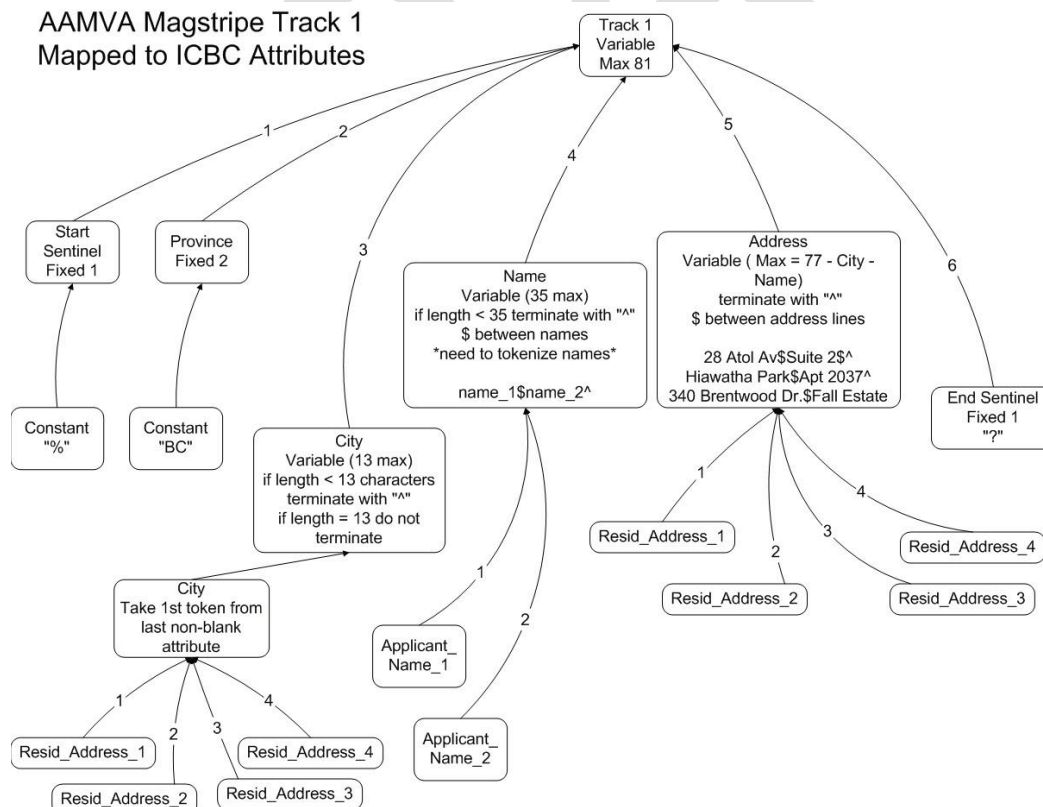 AAMVA Magstripe Track 1
Mapped to ICBC Attributes
Track 1
Variable
Max 81
1
2
3
4
5
6
Start
Sentinel
Fixed 1
Province
Fixed 2
Name
Variable (35 max)
if length < 35 terminate with "^"
$ between names
*need to tokenize names*
name_1$name_2^
Address
Variable ( Max = 77 - City -
Name)
terminate with "^"
$ between address lines
28 Atol Av$Suite 2$^
Hiawatha Park$Apt 2037^
340 Brentwood Dr.$Fall Estate
End Sentinel
Fixed 1
"?"
Constant
"%"
Constant
"BC"
City
Variable (13 max)
if length < 13 characters
terminate with "^"
if length = 13 do not
terminate
1
2
3
4
Resid_Address_1
Resid_Address_2
Resid_Address_3
Resid_Address_4
City
Take 1st token from
last non-blank
attribute
1
2
Applicant_
Name_1
Applicant_
Name_2
1
2
3
4
Resid_Address_1
Resid_Address_2
Resid_Address_3
Resid_Address_4